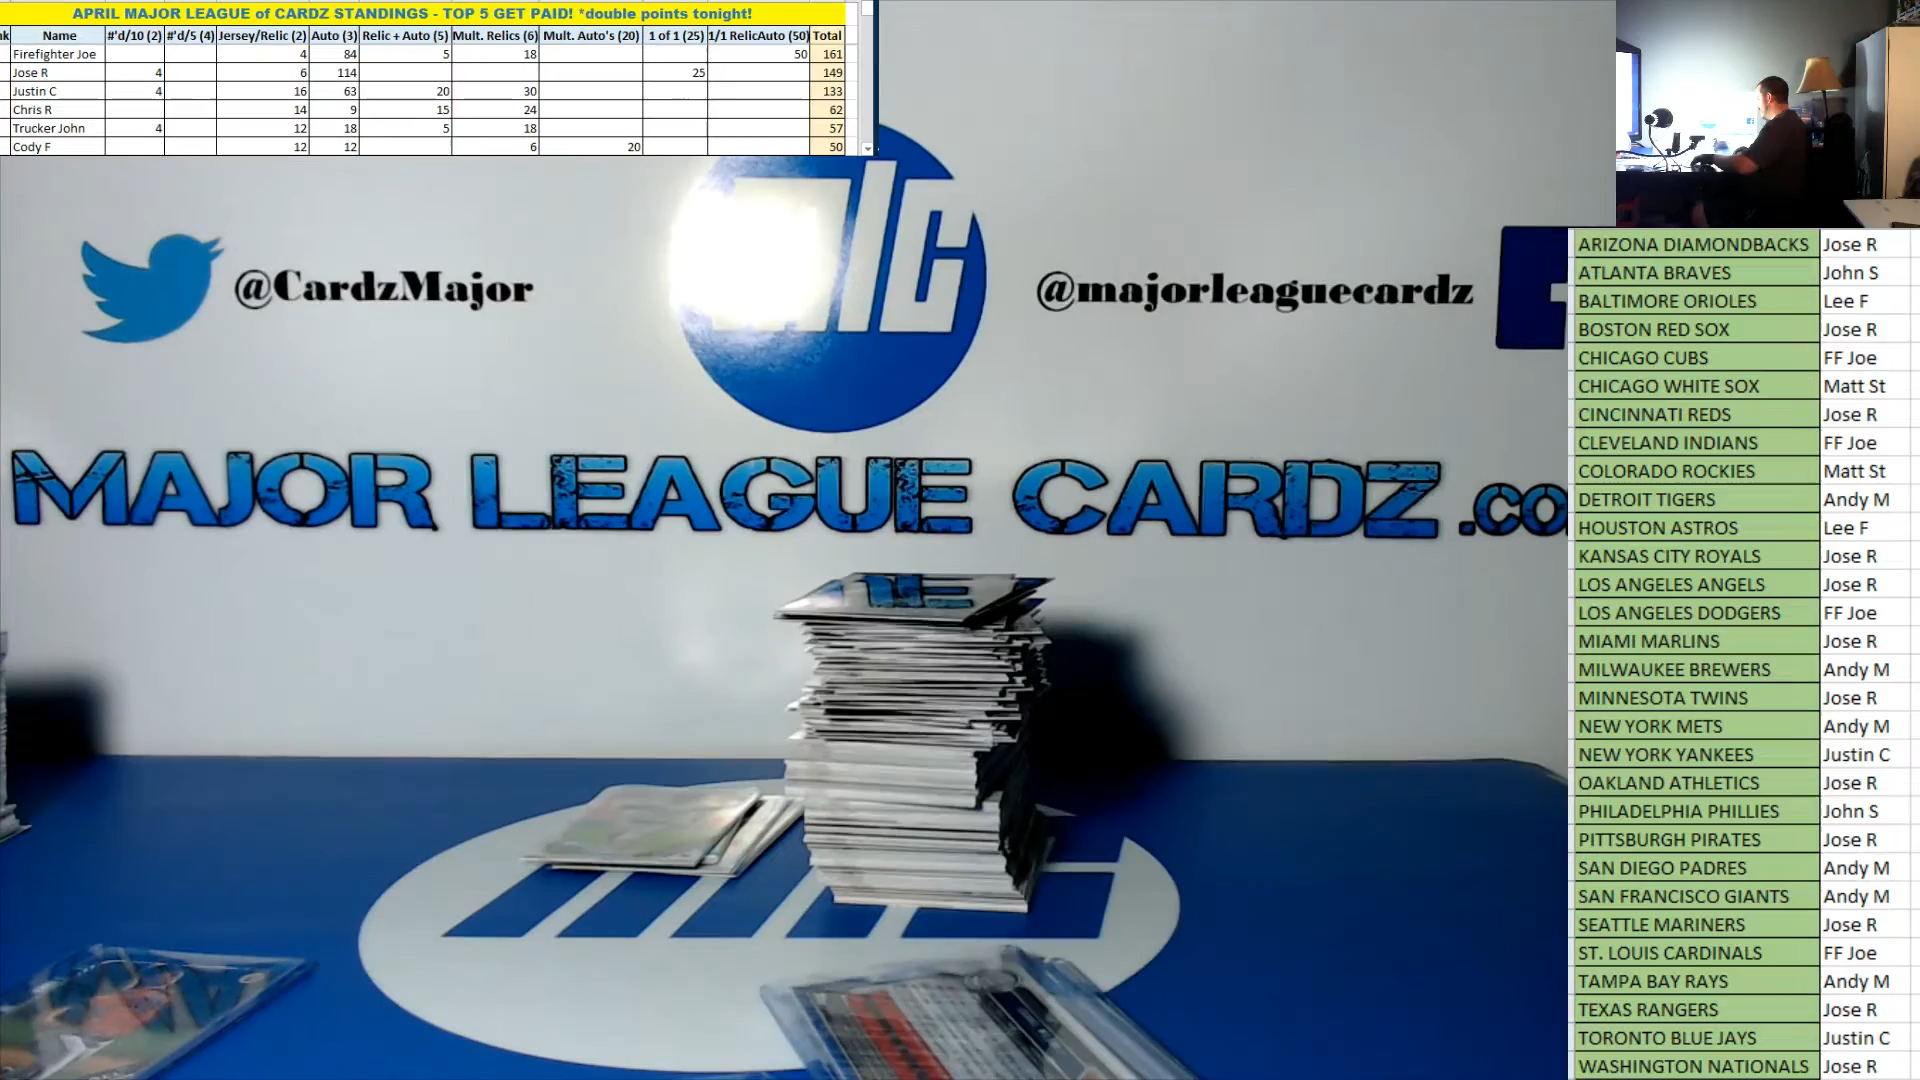 APRIL MAJOR LEAGUE of CARDZ STANDINGS - TOP 5 GET PAID! *double points tonight!
Name #'d/10 (2) #'d/5 (4) Jersey/Relic (2) Auto (3) Relic + Auto (5) Mult. Relics (6) Mult. Auto's (20) 1 of 1 (25) 1/1 RelicAuto (50) Total
Firefighter Joe 4 84 5 18 50 161
Jose R 4 6 114 25 149
Justin C 4 16 63 20 30 133
Chris R 14 9 15 24 62
Trucker John 4 12 18 5 18 57
Cody F 12 12 6 20 50
@CardzMajor
@majorleaguecardz
MAJOR LEAGUE CARDZ .CO
ARIZONA DIAMONDBACKS Jose R
ATLANTA BRAVES John S
BALTIMORE ORIOLES Lee F
BOSTON RED SOX Jose R
CHICAGO CUBS FF Joe
CHICAGO WHITE SOX Matt St
CINCINNATI REDS Jose R
CLEVELAND INDIANS FF Joe
COLORADO ROCKIES Matt St
DETROIT TIGERS Andy M
HOUSTON ASTROS Lee F
KANSAS CITY ROYALS Jose R
LOS ANGELES ANGELS Jose R
LOS ANGELES DODGERS FF Joe
MIAMI MARLINS Jose R
MILWAUKEE BREWERS Andy M
MINNESOTA TWINS Jose R
NEW YORK METS Andy M
NEW YORK YANKEES Justin C
OAKLAND ATHLETICS Jose R
PHILADELPHIA PHILLIES John S
PITTSBURGH PIRATES Jose R
SAN DIEGO PADRES Andy M
SAN FRANCISCO GIANTS Andy M
SEATTLE MARINERS Jose R
ST. LOUIS CARDINALS FF Joe
TAMPA BAY RAYS Andy M
TEXAS RANGERS Jose R
TORONTO BLUE JAYS Justin C
WASHINGTON NATIONALS Jose R